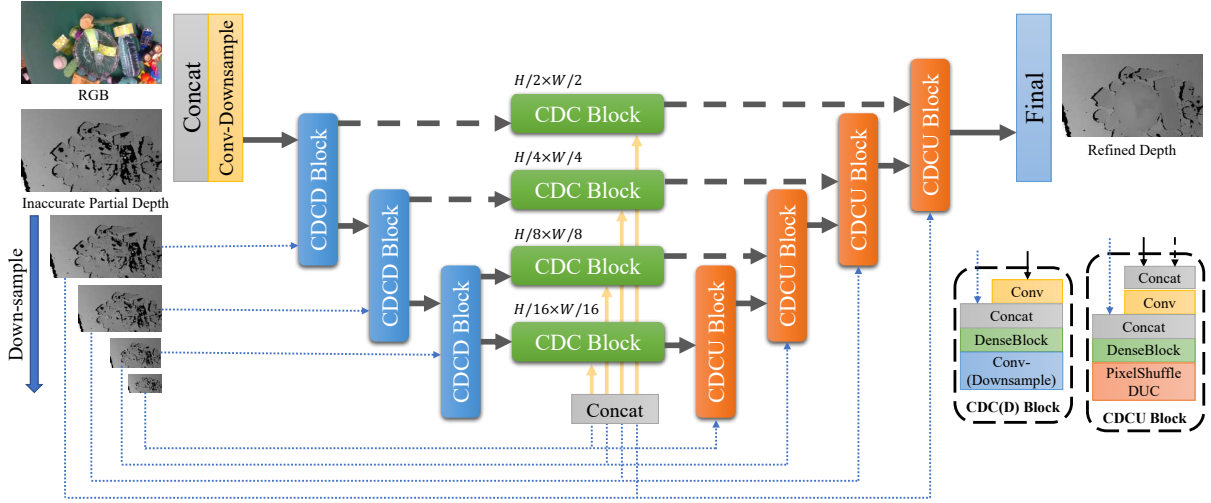 RGB
Inaccurate Partial Depth
Down-sample
Concat
Conv-Downsample
CDCD Block
CDCD Block
CDCD Block
H/2×W/2
CDC Block
H/4×W/4
CDC Block
H/8×W/8
CDC Block
H/16×W/16
CDC Block
Concat
CDCU Block
CDCU Block
CDCU Block
CDCU Block
Final
Refined Depth
Conv
Concat
DenseBlock
Conv-
(Downsample)
CDC(D) Block
Concat
Conv
Concat
DenseBlock
PixelShuffle
DUC
CDCU Block